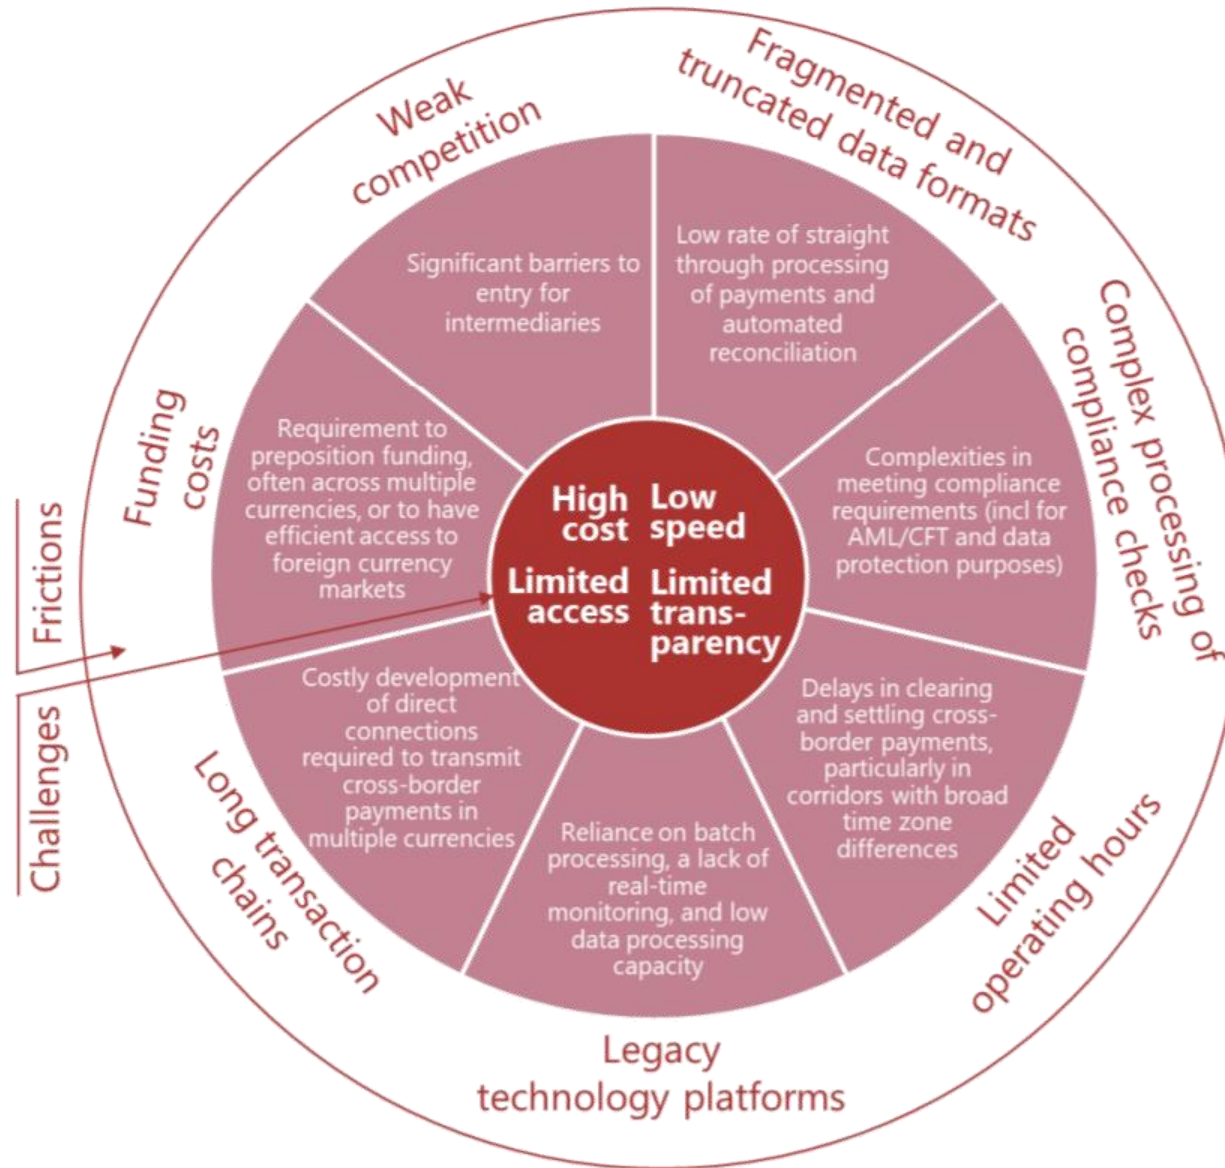 Weak
competition
Fragmented and
truncated data formats
Complex processing of
compliance checks
Limited
operating hours
Legacy
technology platforms
Long transaction
chains
Funding
costs
Significant barriers to
entry for
intermediaries
Low rate of straight
through processing
of payments and
automated
reconciliation
Complexities in
meeting compliance
requirements (incl for
AML/CFT and data
protection purposes)
Delays in clearing
and settling cross-
border payments,
particularly in
corridors with broad
time zone
differences
Reliance on batch
processing, a lack of
real-time
monitoring, and low
data processing
capacity
Costly development
of direct
connections
required to transmit
cross-border
payments in
multiple currencies
Requirement to
preposition funding,
often across multiple
currencies, or to have
efficient access to
foreign currency
markets
High
cost
Low
speed
Limited
access
Limited
trans-
parency
Frictions
Challenges